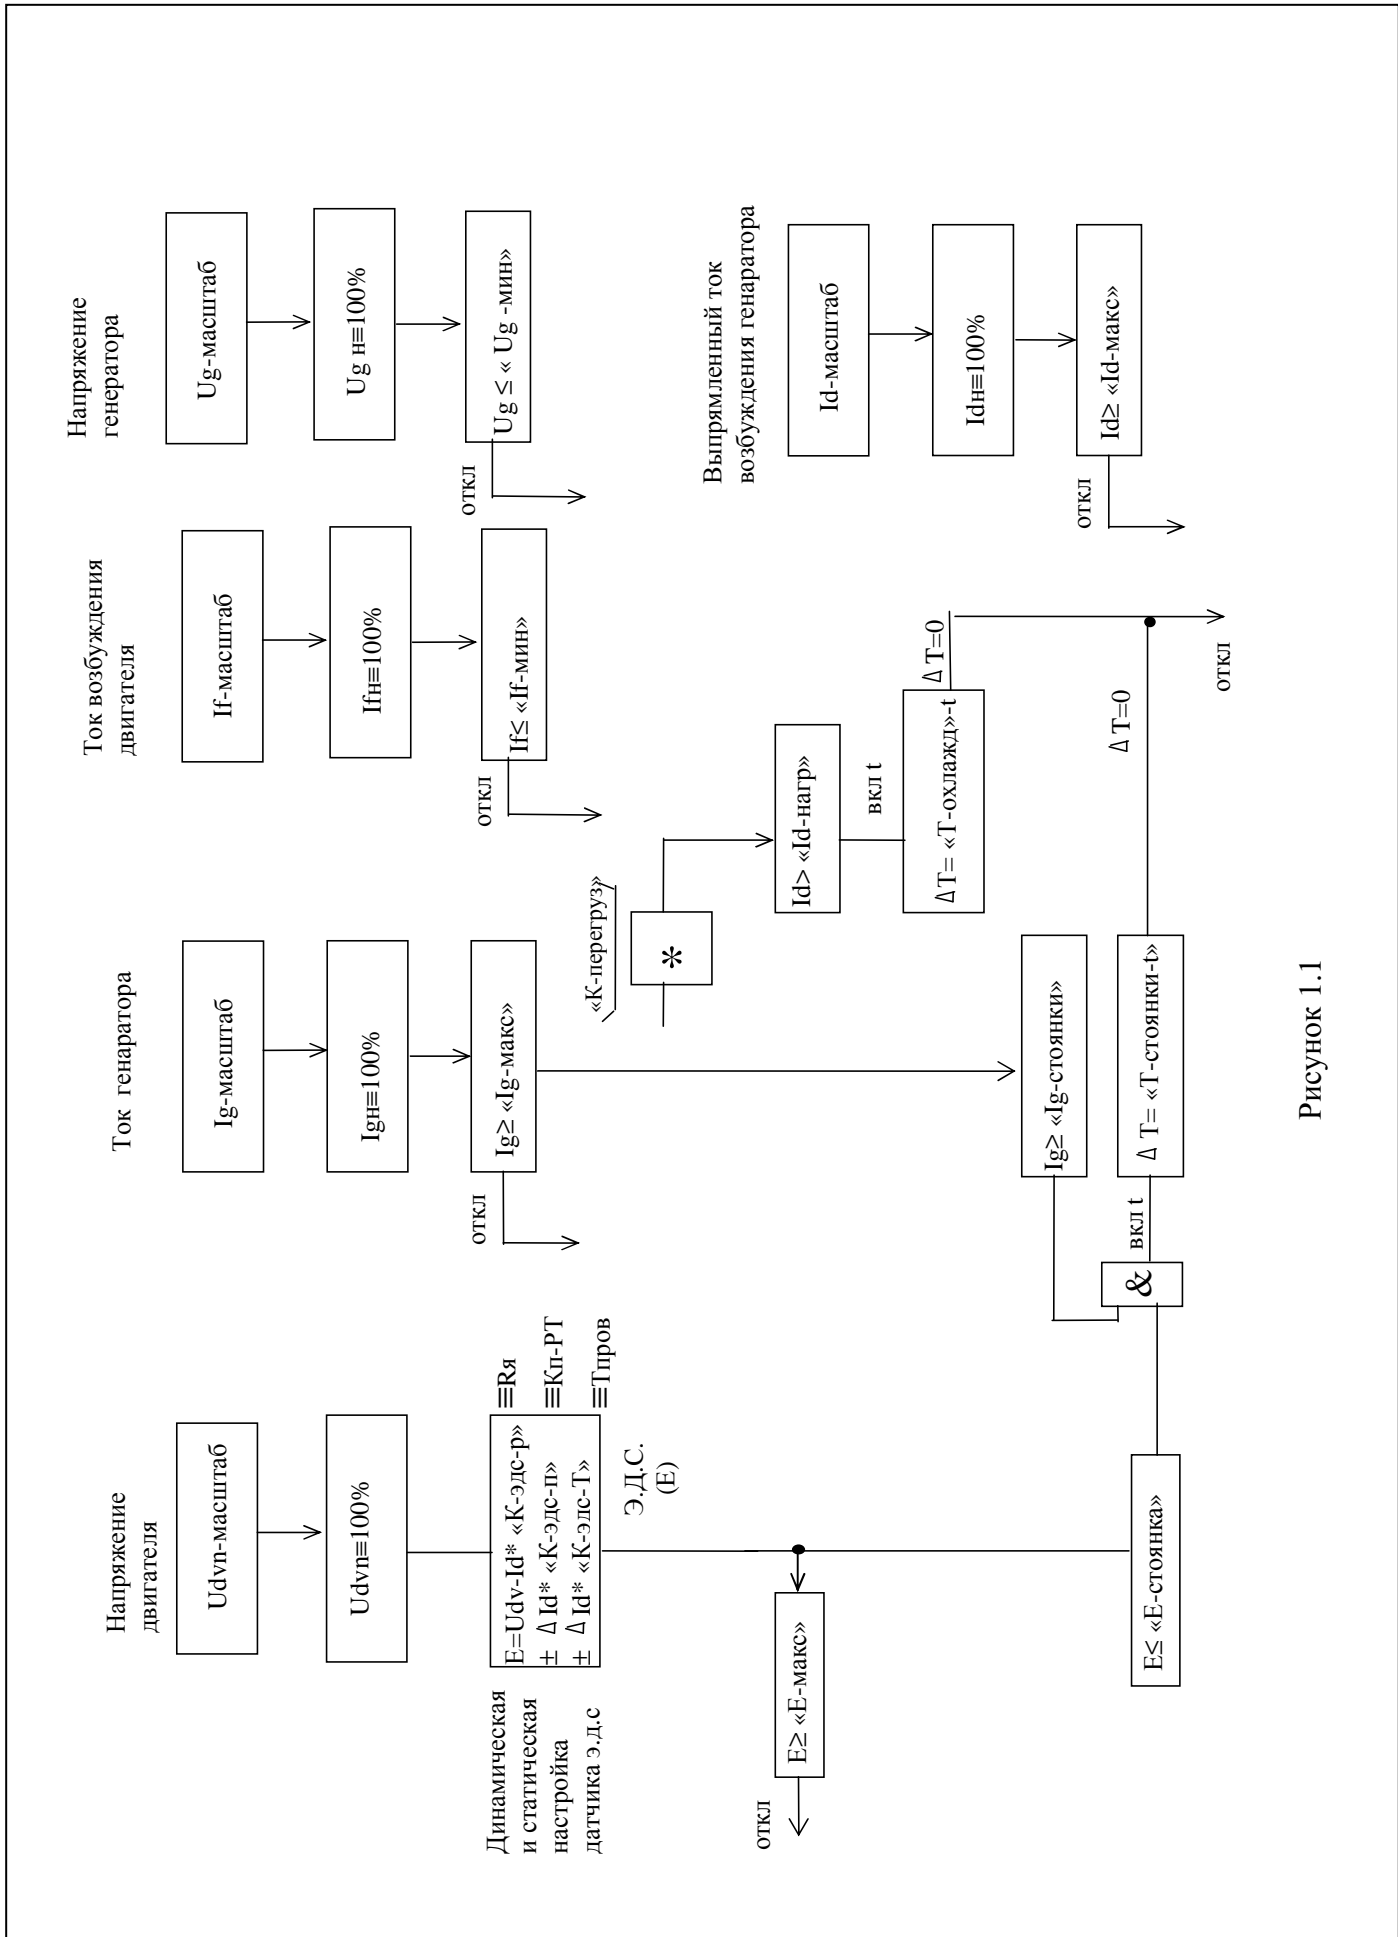 Напряжение
двигателя
Udvn-масштаб
Udvn≡100%
Динамическая
и статическая
настройка
датчика э.д.с
E=Udv-Id* «К-эдс-р»
± Δ Id* «К-эдс-п»
± Δ Id* «К-эдс-Т»
≡Rя
≡Кп-РТ
≡Тпров
Э.Д.С.
(Е)
E≥ «Е-макс»
откл
E≤ «Е-стоянка»
Ток генаратора
Ig-масштаб
Igн≡100%
Ig≥ «Ig-макс»
откл
Ig≥ «Ig-стоянки»
&
вкл t
Δ T= «Т-стоянки-t»
Δ T=0
откл
«К-перегруз»
*
Id> «Id-нагр»
вкл t
ΔT= «Т-охлажд»-t
Δ T=0
Ток возбуждения
двигателя
If-масштаб
Ifн≡100%
If≤ «If-мин»
откл
Напряжение
генератора
Ug-масштаб
Ug н≡100%
Ug ≤ « Ug -мин»
откл
Выпрямленный ток
возбуждения генаратора
Id-масштаб
Idн≡100%
Id≥ «Id-макс»
откл
Рисунок 1.1